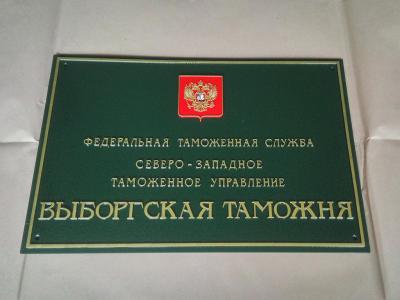 ФЕДЕРАЛЬНАЯ ТАМОЖЕННАЯ СЛУЖБА
СЕВЕРО - ЗАПАДНОЕ
ТАМОЖЕННОЕ УПРАВЛЕНИЕ
ВЫБОРГСКАЯ ТАМОЖНЯ